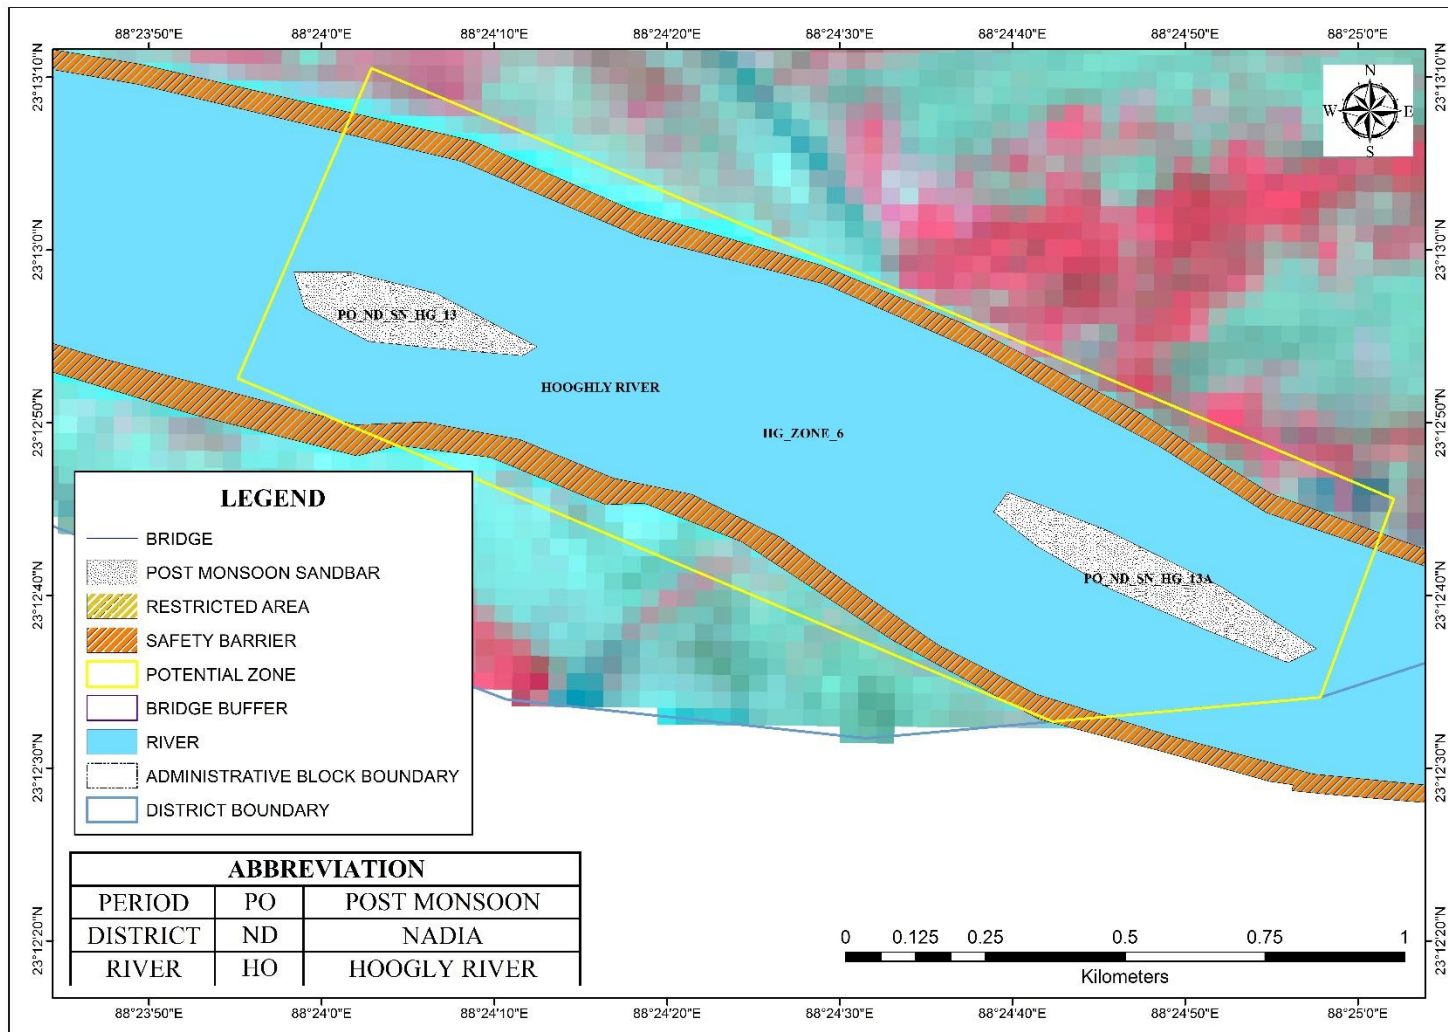 88°23'50"E 88°24'0"E 88°24'10"E 88°24'20"E 88°24'30"E 88°24'40"E 88°24'50"E 88°25'0"E
23°13'10"N 23°13'10"N
N
W E
S
23°13'0"N 23°13'0"N
PO_ND_SN_HG_13
HOOGHLY RIVER
23°12'50"N 23°12'50"N
HG_ZONE_6
PO_ND_SN_HG_13A
23°12'40"N 23°12'40"N
LEGEND
BRIDGE
POST MONSOON SANDBAR
RESTRICTED AREA
SAFETY BARRIER
POTENTIAL ZONE
BRIDGE BUFFER
RIVER
ADMINISTRATIVE BLOCK BOUNDARY
DISTRICT BOUNDARY
23°12'30"N 23°12'30"N
ABBREVIATION
PERIOD PO POST MONSOON
DISTRICT ND NADIA
RIVER HO HOOGLY RIVER
23°12'20"N 23°12'20"N
0 0.125 0.25 0.5 0.75 1
Kilometers
88°23'50"E 88°24'0"E 88°24'10"E 88°24'20"E 88°24'30"E 88°24'40"E 88°24'50"E 88°25'0"E